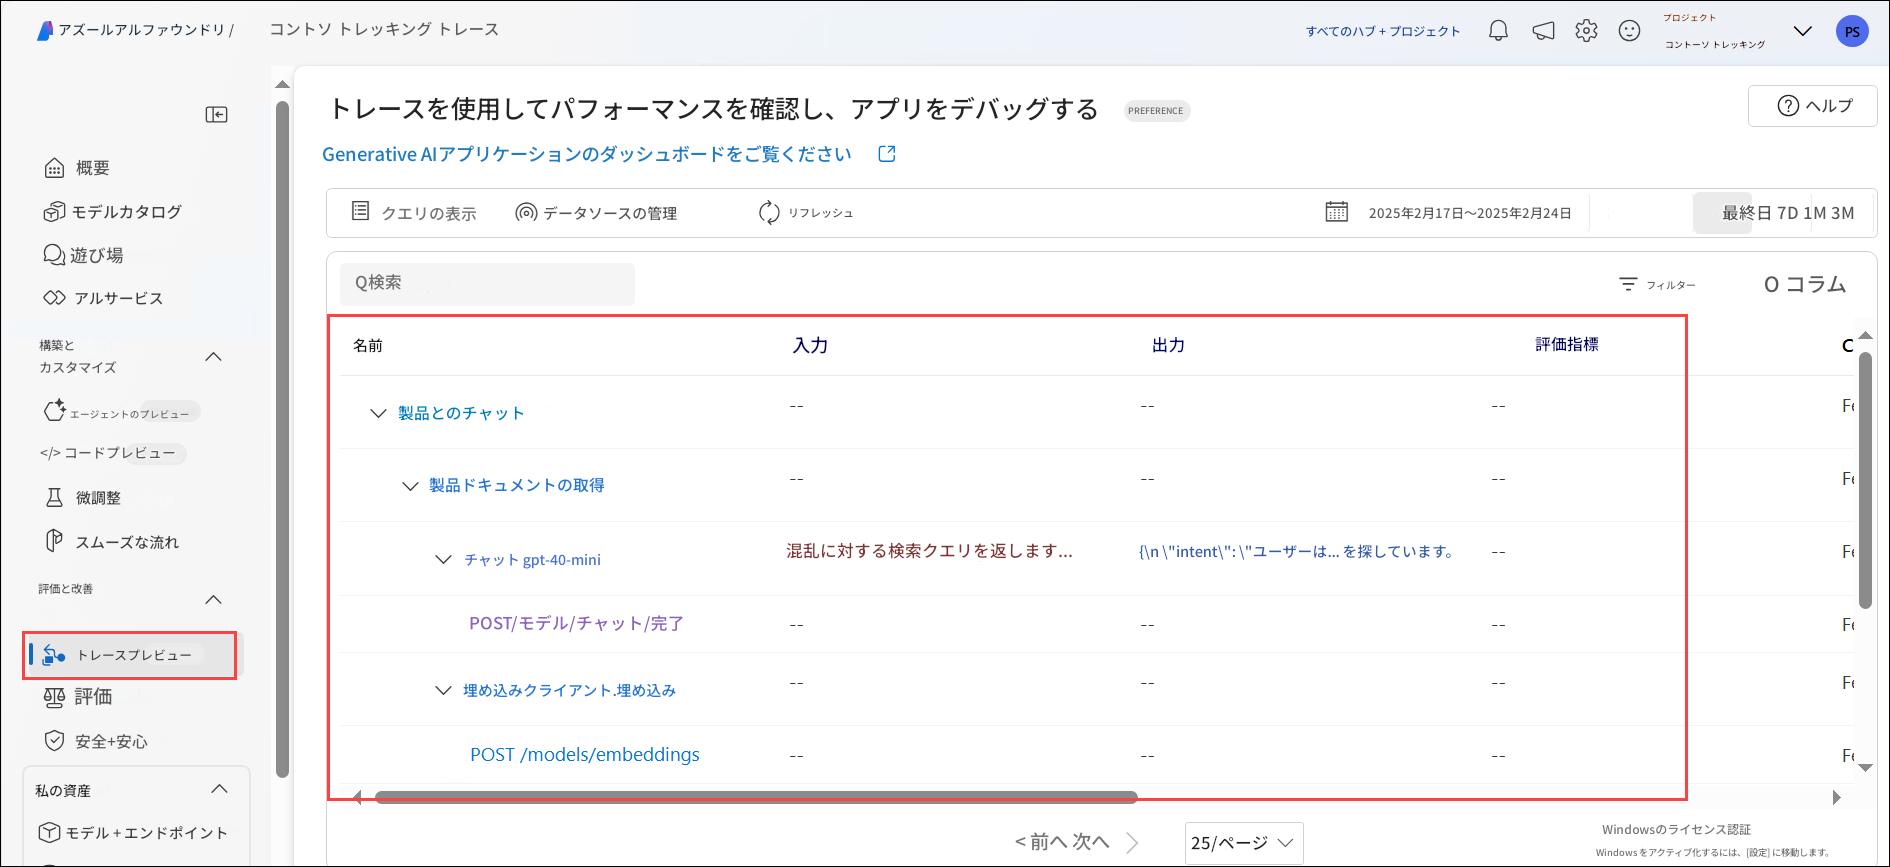 アズールアルファウンドリ /
コントソ トレッキング トレース
すべてのハブ + プロジェクト
プロジェクト
コントーソ トレッキング
PS
トレースを使用してパフォーマンスを確認し、アプリをデバッグする
PREFERENCE
ヘルプ
Generative AIアプリケーションのダッシュボードをご覧ください
クエリの表示
データソースの管理
リフレッシュ
2025年2月17日～2025年2月24日
最終日 7D 1M 3M
Q検索
フィルター
O コラム
概要
モデルカタログ
遊び場
アルサービス
構築と
カスタマイズ
エージェントのプレビュー
</> コードプレビュー
微調整
スムーズな流れ
評価と改善
トレースプレビュー
評価
安全+安心
私の資産
モデル + エンドポイント
名前 入力 出力 評価指標 C
製品とのチャット -- -- -- Fe
製品ドキュメントの取得 -- -- -- Fe
チャット gpt-40-mini 混乱に対する検索クエリを返します... {\n \"intent\": \"ユーザーは... を探しています。 -- Fe
POST/モデル/チャット/完了 -- -- -- Fe
埋め込みクライアント.埋め込み -- -- -- Fe
POST /models/embeddings -- -- -- Fe
< 前へ 次へ >
25/ページ
Windowsのライセンス認証
Windows をアクティブ化するには、[設定] に移動します。